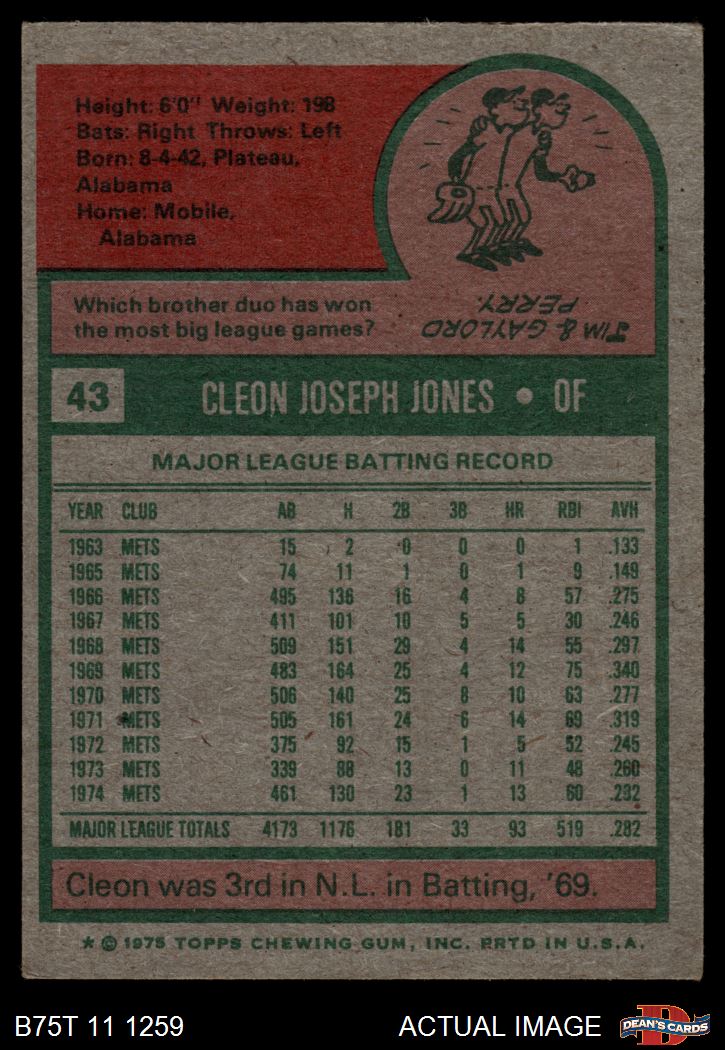 Height: 6'0" Weight: 198
Bats: Right Throws: Left
Born: 8-4-42, Plateau,
Alabama
Home: Mobile,
Alabama
Which brother duo has won
the most big league games?
JIM & GAYLORD
PERRY.
43 CLEON JOSEPH JONES • OF
MAJOR LEAGUE BATTING RECORD
YEAR CLUB AB H 2B 3B HR RBI AVH
1963 METS 15 2 0 0 0 1 .133
1965 METS 74 11 1 0 1 9 .149
1966 METS 495 136 16 4 8 57 .275
1967 METS 411 101 10 5 5 30 .246
1968 METS 509 151 29 4 14 55 .297
1969 METS 483 164 25 4 12 75 .340
1970 METS 506 140 25 8 10 63 .277
1971 METS 505 161 24 6 14 69 .319
1972 METS 375 92 15 1 5 52 .245
1973 METS 339 88 13 0 11 48 .260
1974 METS 461 130 23 1 13 60 .282
MAJOR LEAGUE TOTALS 4173 1176 181 33 93 519 .282
Cleon was 3rd in N.L. in Batting, '69.
★ © 1975 TOPPS CHEWING GUM, INC. PRTD IN U.S.A.
B75T 11 1259 ACTUAL IMAGE DEAN'S CARDS